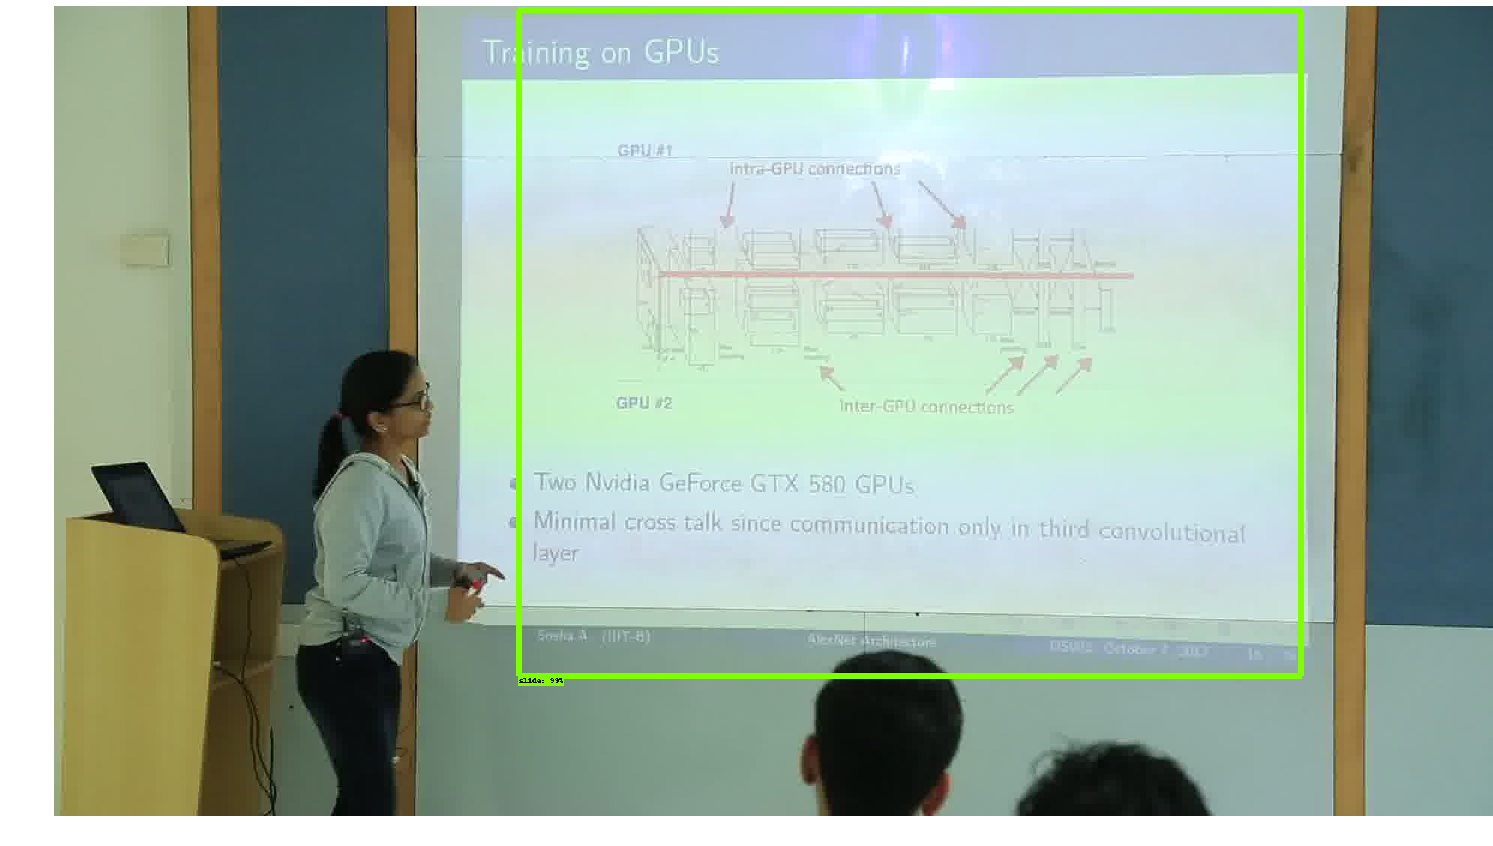 Training on GPUs
GPU #1
Intra-GPU connections
GPU #2
Inter-GPU connections
Two Nvidia GeForce GTX 580 GPUs
Minimal cross talk since communication only in third convolutional
layer
Sneha A (IIIT-B) AlexNet Architecture October 7, 2017
slide: 99%